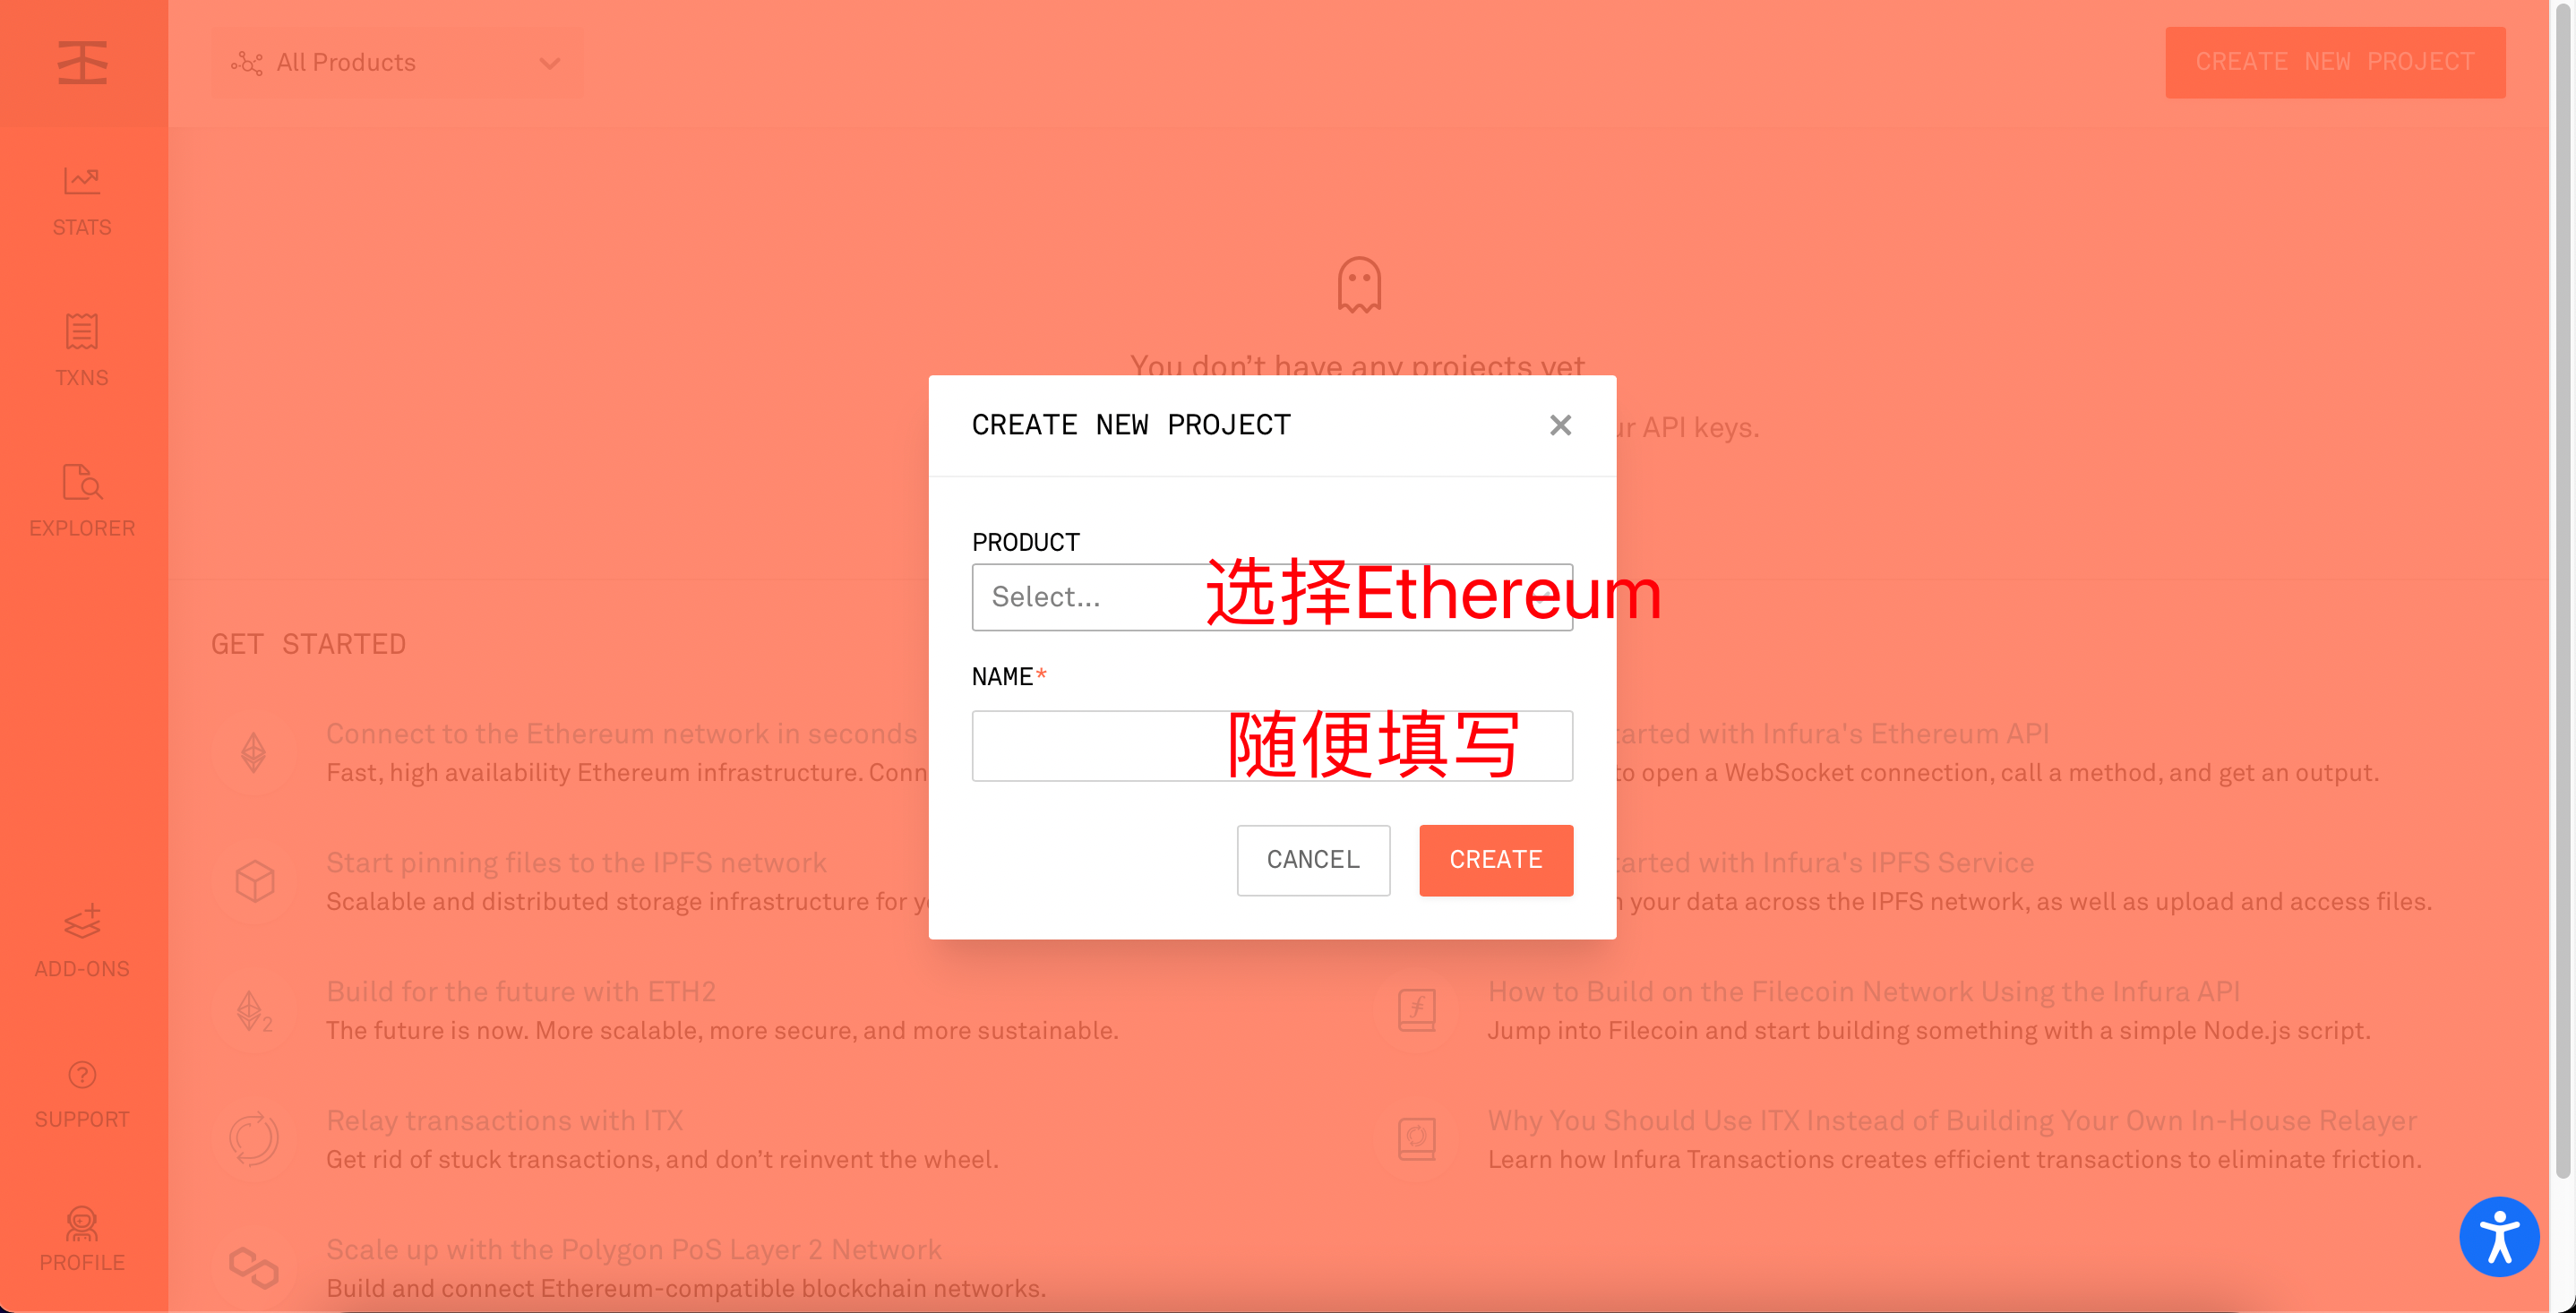 All Products
CREATE NEW PROJECT
STATS
TXNS
EXPLORER
ADD-ONS
SUPPORT
PROFILE
You don't have any projects yet
ur API keys.
CREATE NEW PROJECT
PRODUCT
Select...
选择Ethereum
NAME*
随便填写
CANCEL
CREATE
GET STARTED
Connect to the Ethereum network in seconds
Fast, high availability Ethereum infrastructure. Conn
Start pinning files to the IPFS network
Scalable and distributed storage infrastructure for y
Build for the future with ETH2
The future is now. More scalable, more secure, and more sustainable.
Relay transactions with ITX
Get rid of stuck transactions, and don't reinvent the wheel.
Scale up with the Polygon PoS Layer 2 Network
Build and connect Ethereum-compatible blockchain networks.
tarted with Infura's Ethereum API
to open a WebSocket connection, call a method, and get an output.
tarted with Infura's IPFS Service
n your data across the IPFS network, as well as upload and access files.
How to Build on the Filecoin Network Using the Infura API
Jump into Filecoin and start building something with a simple Node.js script.
Why You Should Use ITX Instead of Building Your Own In-House Relayer
Learn how Infura Transactions creates efficient transactions to eliminate friction.